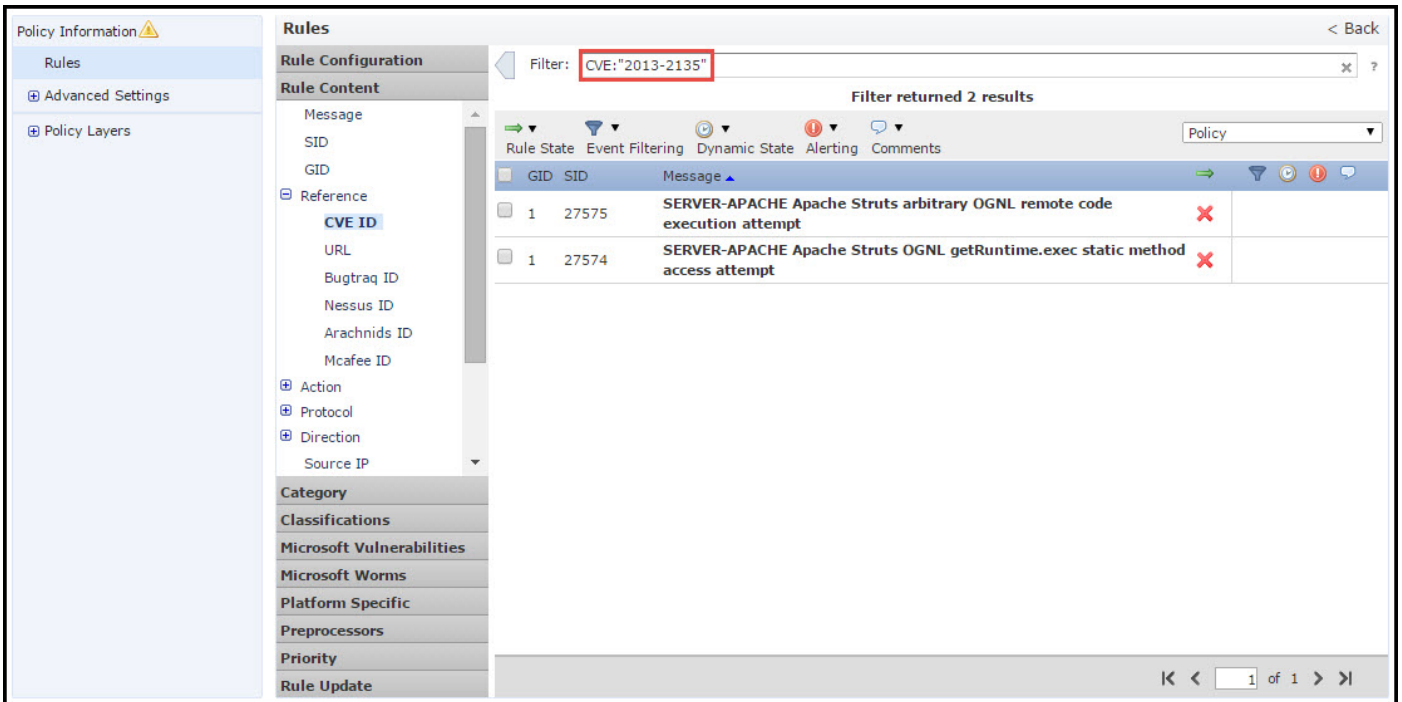 Policy Information
Rules
Advanced Settings
Policy Layers
Rules
< Back
Rule Configuration
Rule Content
Message
SID
GID
Reference
CVE ID
URL
Bugtraq ID
Nessus ID
Arachnids ID
Mcafee ID
Action
Protocol
Direction
Source IP
Category
Classifications
Microsoft Vulnerabilities
Microsoft Worms
Platform Specific
Preprocessors
Priority
Rule Update
Filter: CVE:"2013-2135" ?
Filter returned 2 results
Rule State Event Filtering Dynamic State Alerting Comments
Policy
GID SID Message
1 27575 SERVER-APACHE Apache Struts arbitrary OGNL remote code
execution attempt
1 27574 SERVER-APACHE Apache Struts OGNL getRuntime.exec static method
access attempt
1 of 1